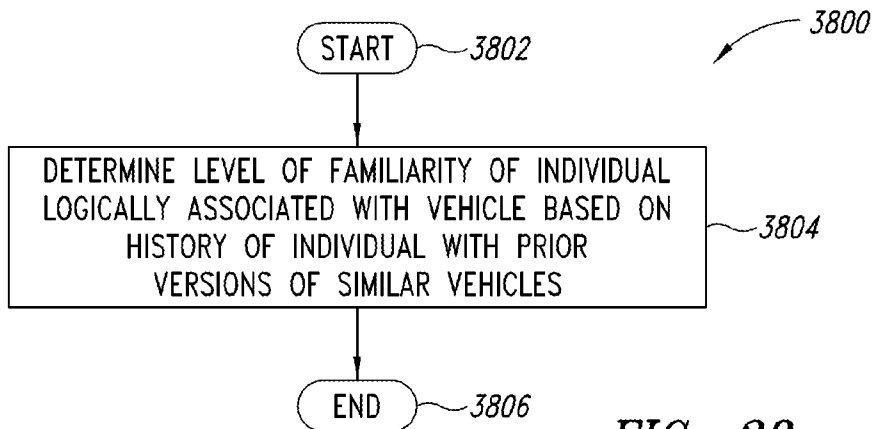 START 3802
3800
DETERMINE LEVEL OF FAMILIARITY OF INDIVIDUAL
LOGICALLY ASSOCIATED WITH VEHICLE BASED ON
HISTORY OF INDIVIDUAL WITH PRIOR
VERSIONS OF SIMILAR VEHICLES
3804
END 3806